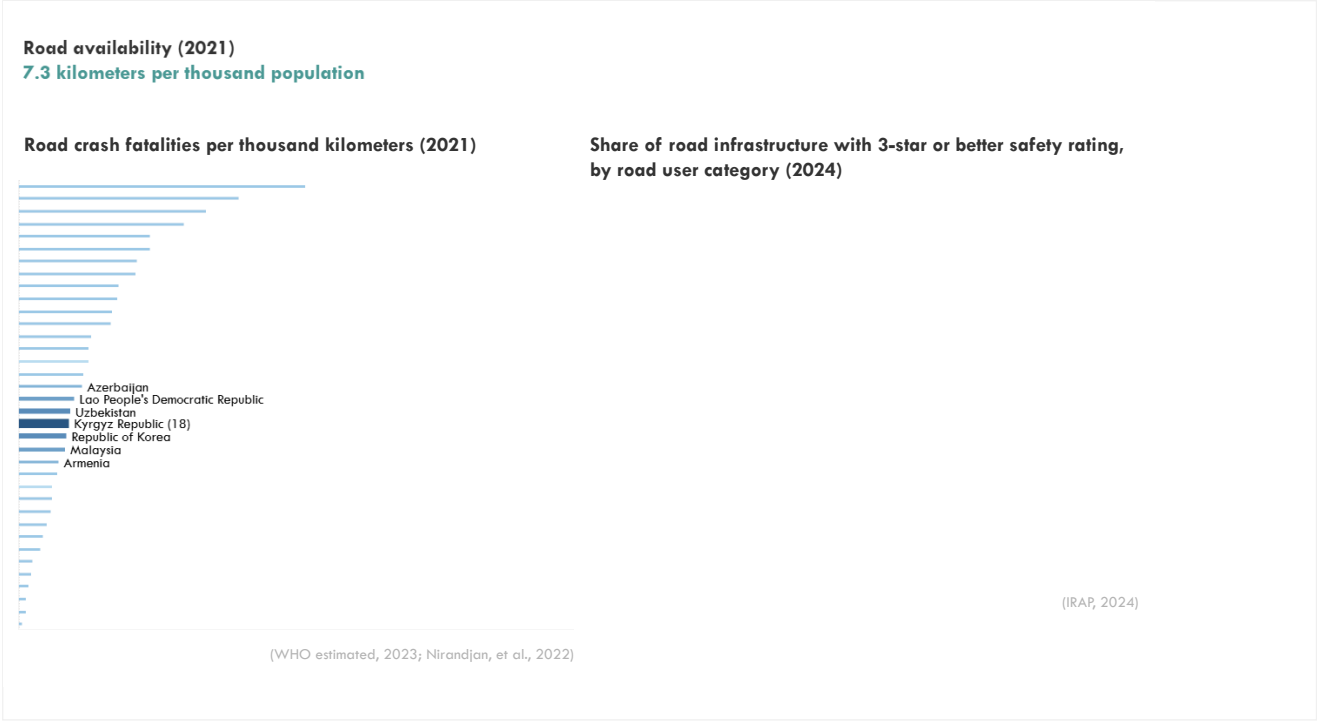 Road availability (2021)
7.3 kilometers per thousand population
Road crash fatalities per thousand kilometers (2021)
Azerbaijan
Lao People's Democratic Republic
Uzbekistan
Kyrgyz Republic (18)
Republic of Korea
Malaysia
Armenia
(WHO estimated, 2023; Nirandjan, et al., 2022)
Share of road infrastructure with 3-star or better safety rating,
by road user category (2024)
(IRAP, 2024)